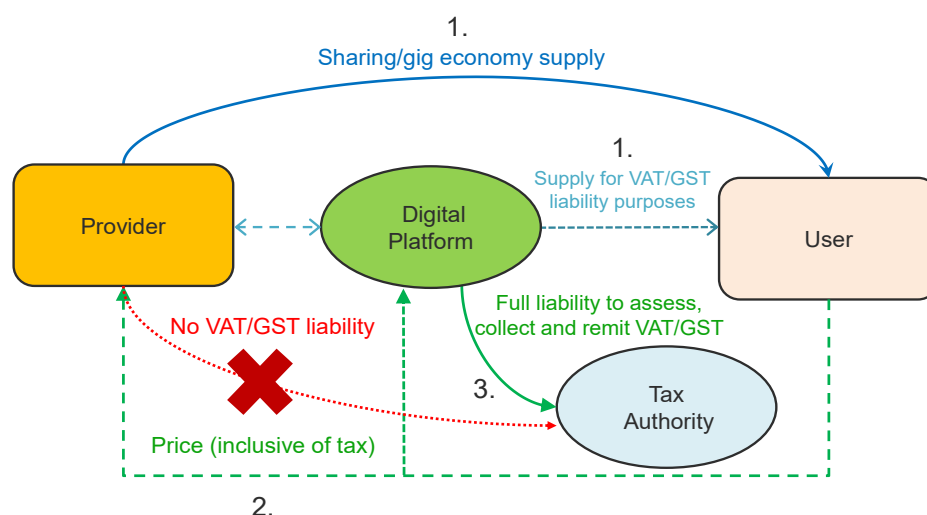 1.
Sharing/gig economy supply
1.
Supply for VAT/GST
liability purposes
Provider
Digital
Platform
User
No VAT/GST liability
Full liability to assess,
collect and remit VAT/GST
3.
Tax
Authority
Price (inclusive of tax)
2.